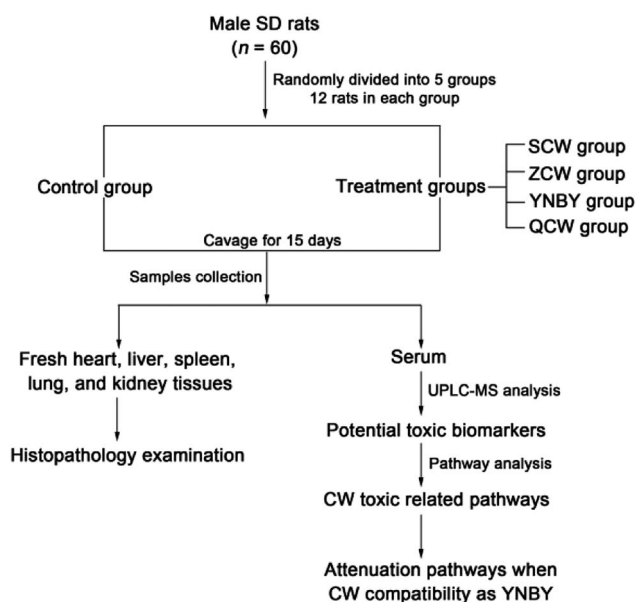 Male SD rats
(n = 60)
Randomly divided into 5 groups
12 rats in each group
Control group
Treatment groups
SCW group
ZCW group
YNBY group
QCW group
Cavage for 15 days
Samples collection
Fresh heart, liver, spleen,
lung, and kidney tissues
Histopathology examination
Serum
UPLC-MS analysis
Potential toxic biomarkers
Pathway analysis
CW toxic related pathways
Attenuation pathways when
CW compatibility as YNBY